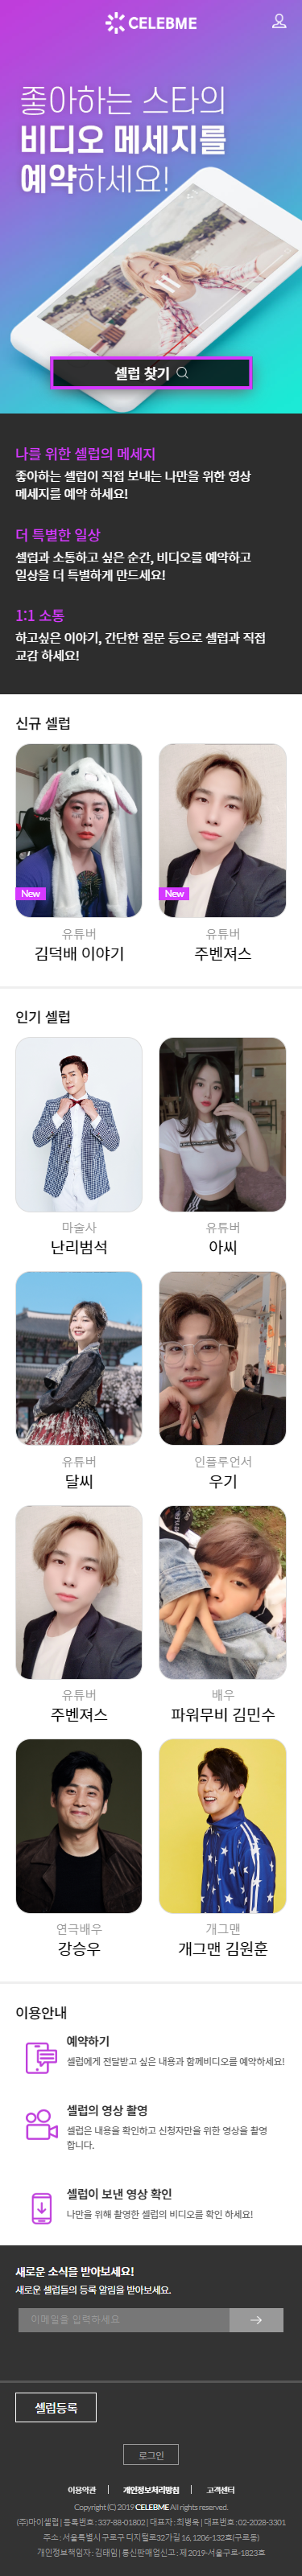 CELEBME
좋아하는 스타의
비디오 메세지를
예약하세요!
셀럽 찾기
나를 위한 셀럽의 메세지
좋아하는 셀럽이 직접 보내는 나만을 위한 영상
메세지를 예약 하세요!
더 특별한 일상
셀럽과 소통하고 싶은 순간, 비디오를 예약하고
일상을 더 특별하게 만드세요!
1:1 소통
하고싶은 이야기, 간단한 질문 등으로 셀럽과 직접
교감 하세요!
신규 셀럽
New
New
유튜버
유튜버
김덕배 이야기
주벤져스
인기 셀럽
마술사
유튜버
난리범석
아씨
유튜버
인플루언서
달씨
우기
유튜버
배우
주벤져스
파워무비 김민수
연극배우
개그맨
강승우
개그맨 김원훈
이용안내
예약하기
셀럽에게 전달받고 싶은 내용과 함께비디오를 예약하세요!
셀럽의 영상 촬영
셀럽은 내용을 확인하고 신청자만을 위한 영상을 촬영
합니다.
셀럽이 보낸 영상 확인
나만을 위해 촬영한 셀럽의 비디오를 확인 하세요!
새로운 소식을 받아보세요!
새로운 셀럽들의 등록 알림을 받아보세요.
이메일을 입력하세요
셀럽등록
로그인
이용약관 | 개인정보처리방침 | 고객센터
Copyright (C) 2019 CELEBME All rights reserved.
(주)마이셀럽 | 등록번호 : 337-88-01802 | 대표자 : 최병욱 | 대표번호 : 02-2028-3301
주소 : 서울특별시 구로구 디지털로32가길 16, 1206-132호(구로동)
개인정보책임자 : 김태임 | 통신판매업신고 : 제 2019-서울구로-1823호